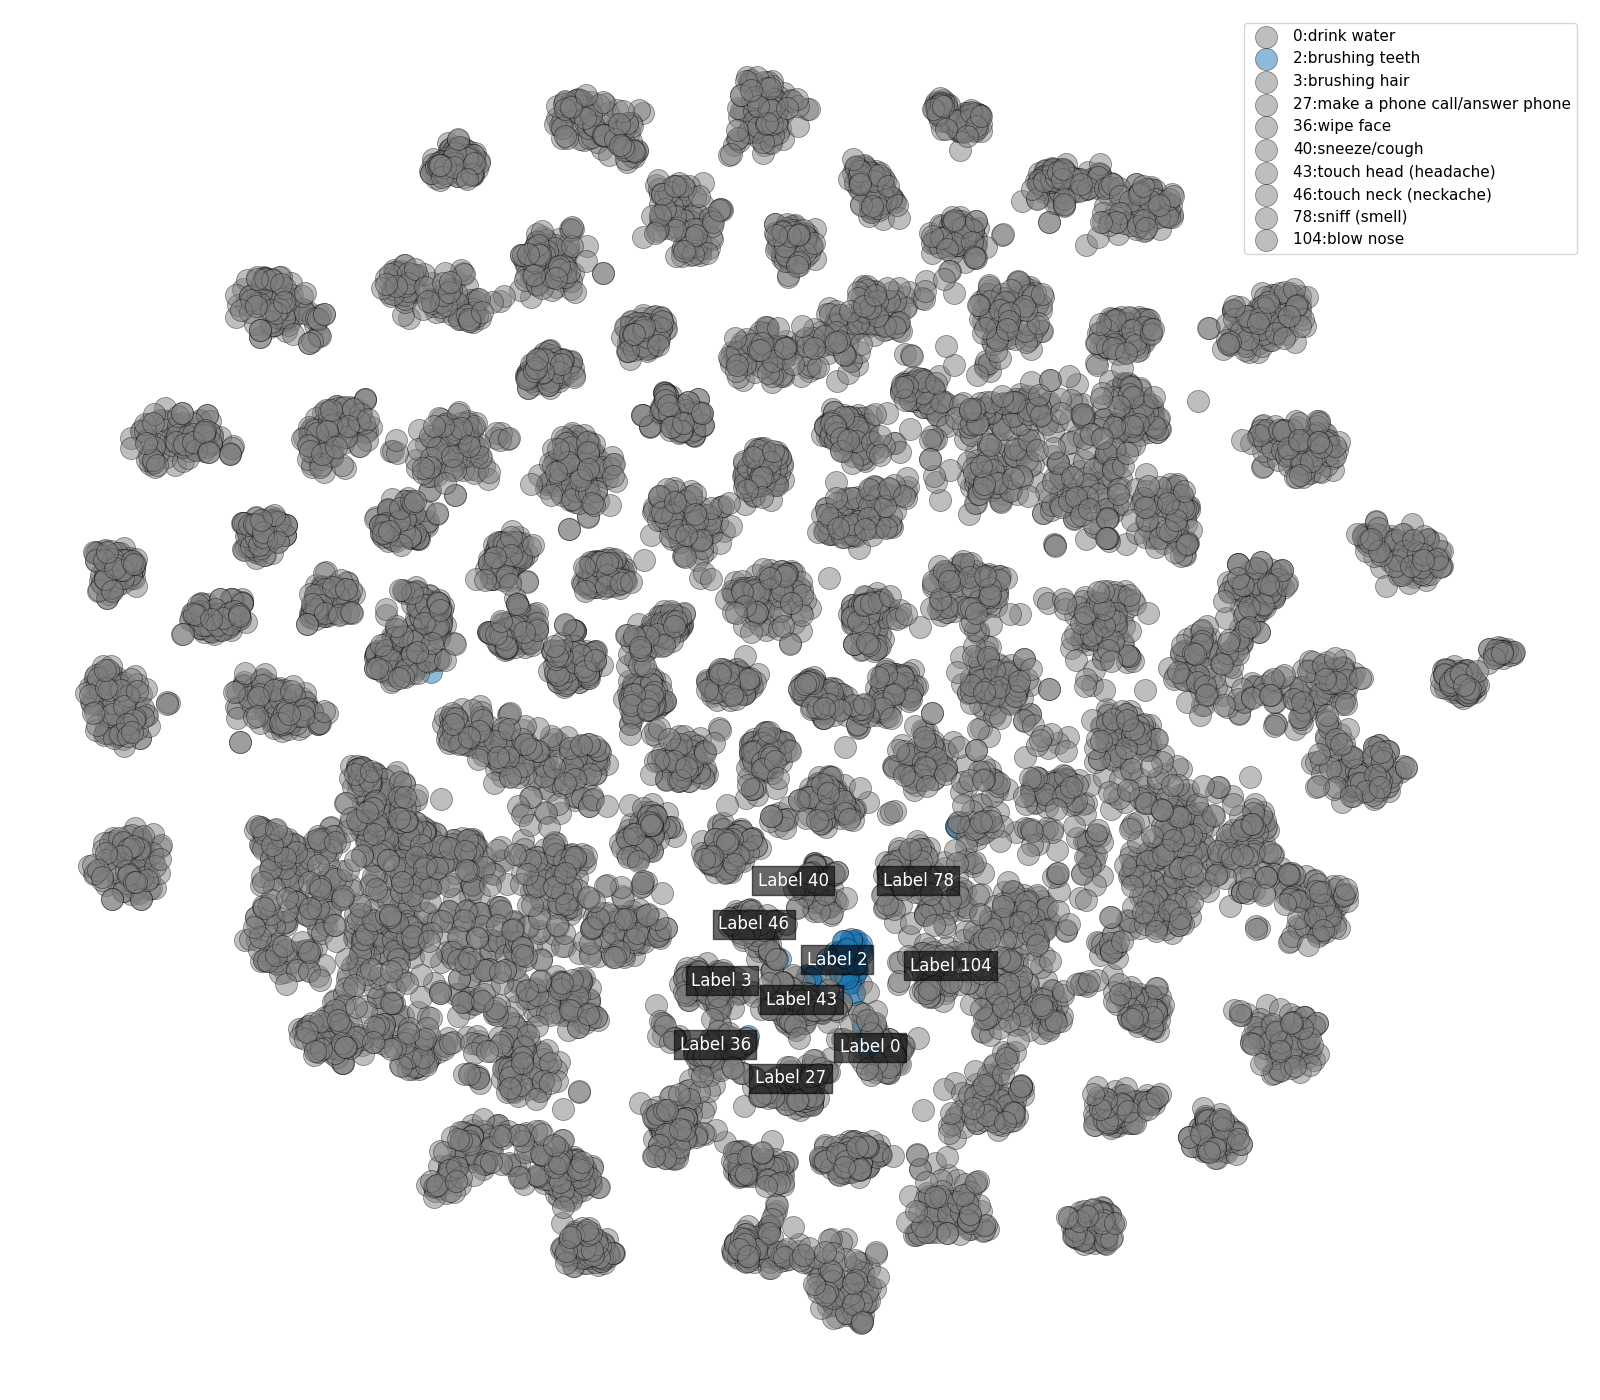 0:drink water
2:brushing teeth
3:brushing hair
27:make a phone call/answer phone
36:wipe face
40:sneeze/cough
43:touch head (headache)
46:touch neck (neckache)
78:sniff (smell)
104:blow nose
Label 40
Label 78
Label 46
Label 2
Label 104
Label 3
Label 43
Label 36
Label 0
Label 27